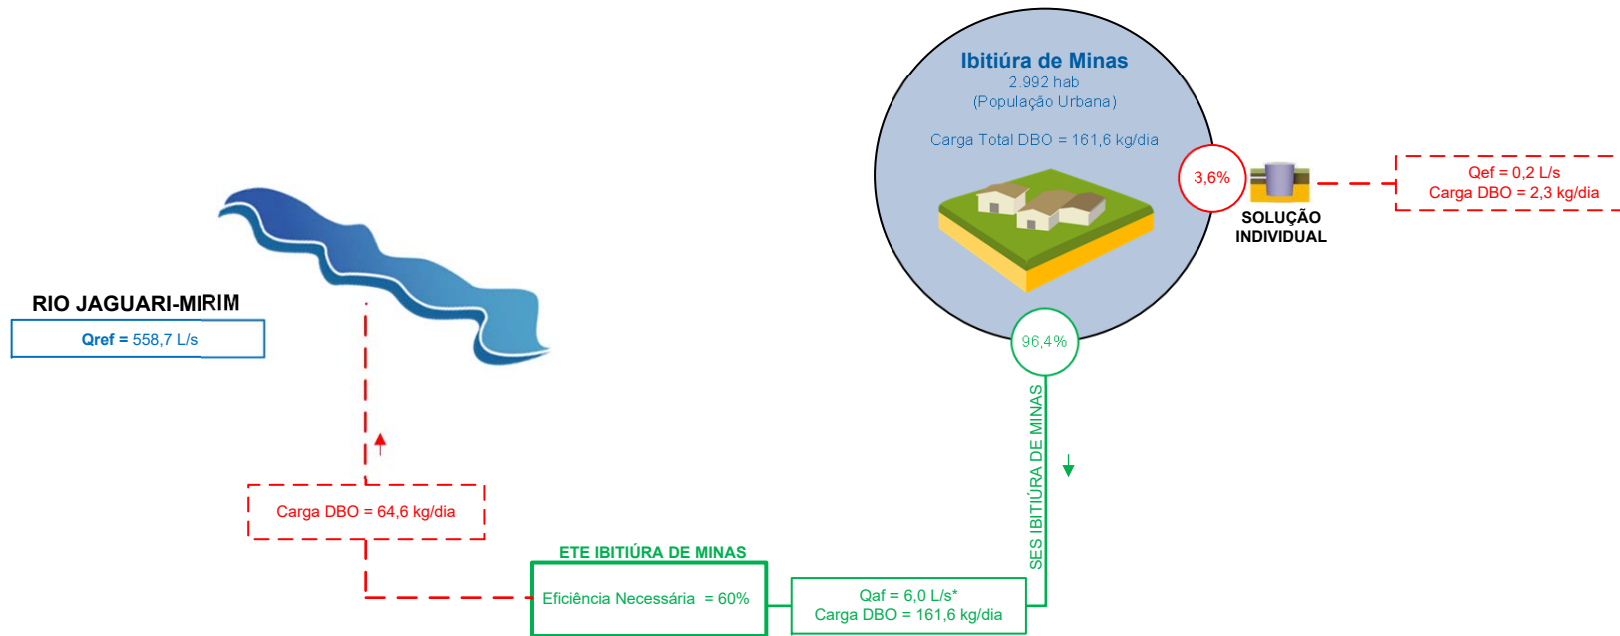 Ibitiúra de Minas
2.992 hab
(População Urbana)
Carga Total DBO = 161,6 kg/dia
3,6%
SOLUÇÃO
INDIVIDUAL
Qef = 0,2 L/s
Carga DBO = 2,3 kg/dia
RIO JAGUARI-MIRIM
Qref = 558,7 L/s
96,4%
SES IBITIÚRA DE MINAS
Carga DBO = 64,6 kg/dia
ETE IBITIÚRA DE MINAS
Eficiência Necessária = 60%
Qaf = 6,0 L/s*
Carga DBO = 161,6 kg/dia